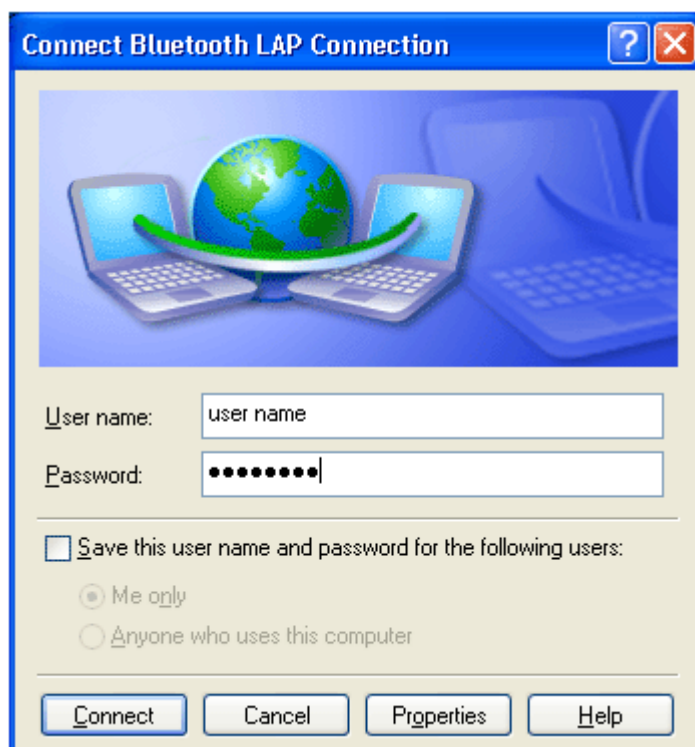 Connect Bluetooth LAP Connection
User name:
user name
Password:
••••••••
Save this user name and password for the following users:
Me only
Anyone who uses this computer
Connect Cancel Properties Help